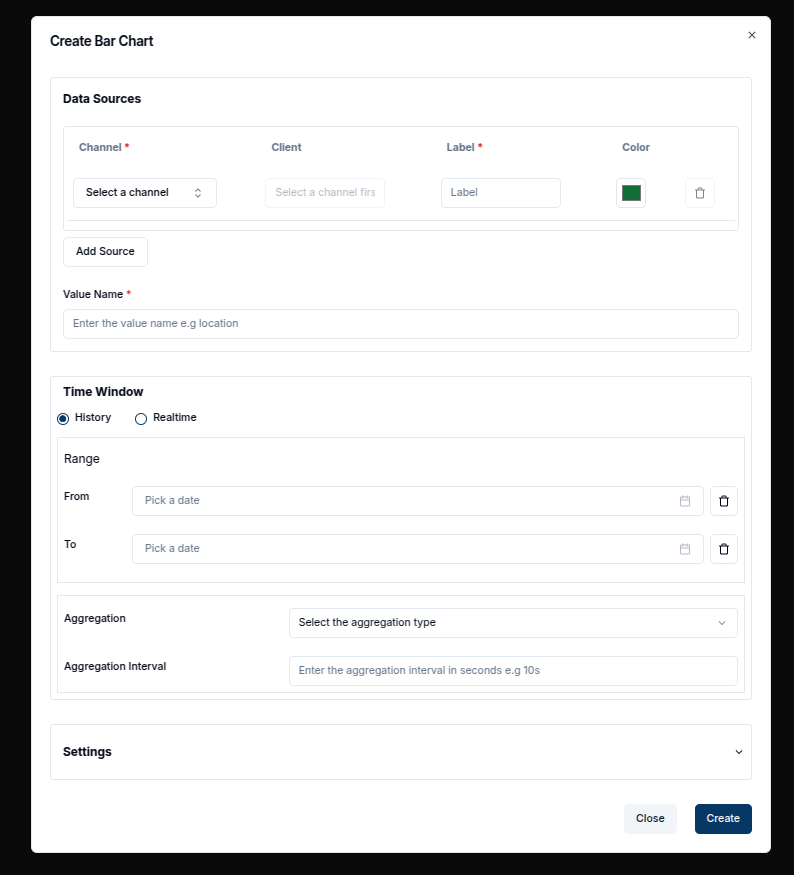 Create Bar Chart
Data Sources
Channel * Client Label * Color
Select a channel Select a channel firs Label
Add Source
Value Name *
Enter the value name e.g location
Time Window
History Realtime
Range
From Pick a date
To Pick a date
Aggregation Select the aggregation type
Aggregation Interval Enter the aggregation interval in seconds e.g 10s
Settings
Close Create